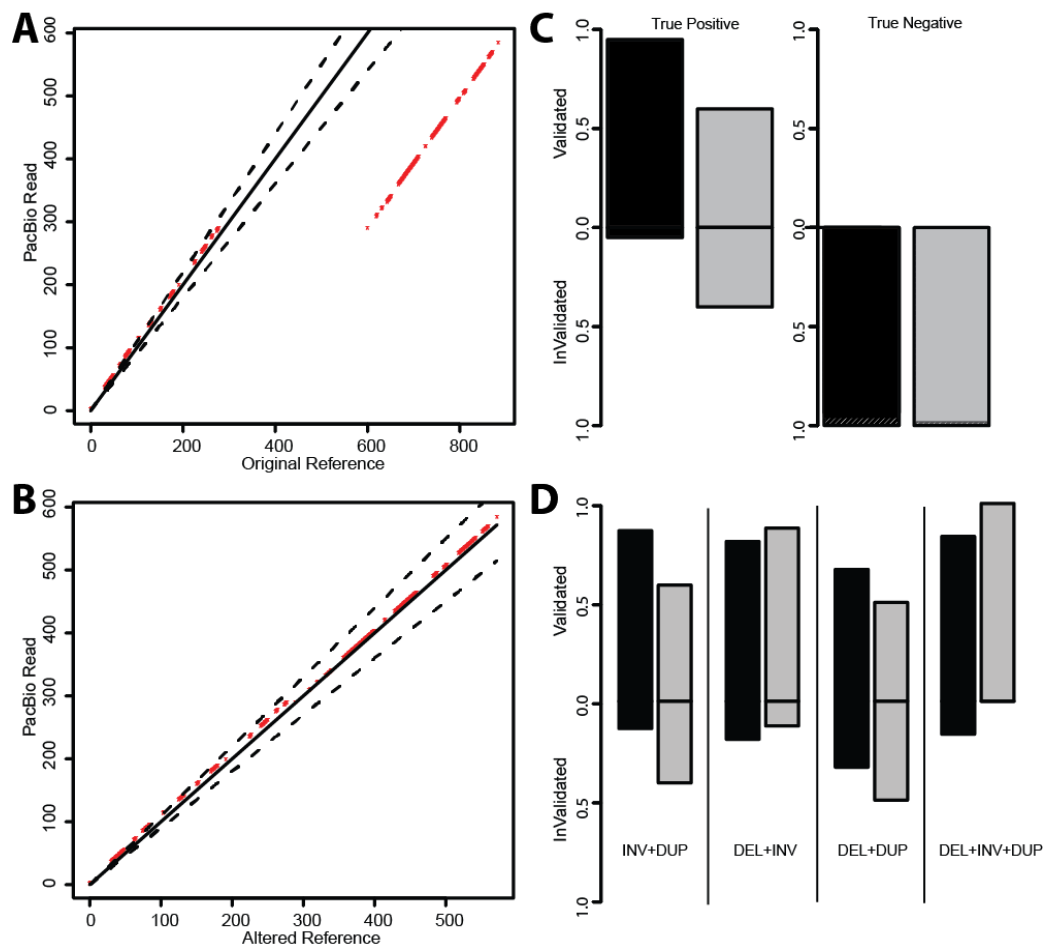 A
600
500
400
300
200
100
0
PacBio Read
0 200 400 600 800
Original Reference
B
600
500
400
300
200
100
0
PacBio Read
0 100 200 300 400 500
Altered Reference
C
True Positive
True Negative
1.0
0.5
0.0
0.5
1.0
Validated
InValidated
1.0
0.5
0.0
0.5
1.0
D
1.0
0.5
0.0
0.5
1.0
Validated
InValidated
INV+DUP
DEL+INV
DEL+DUP
DEL+INV+DUP